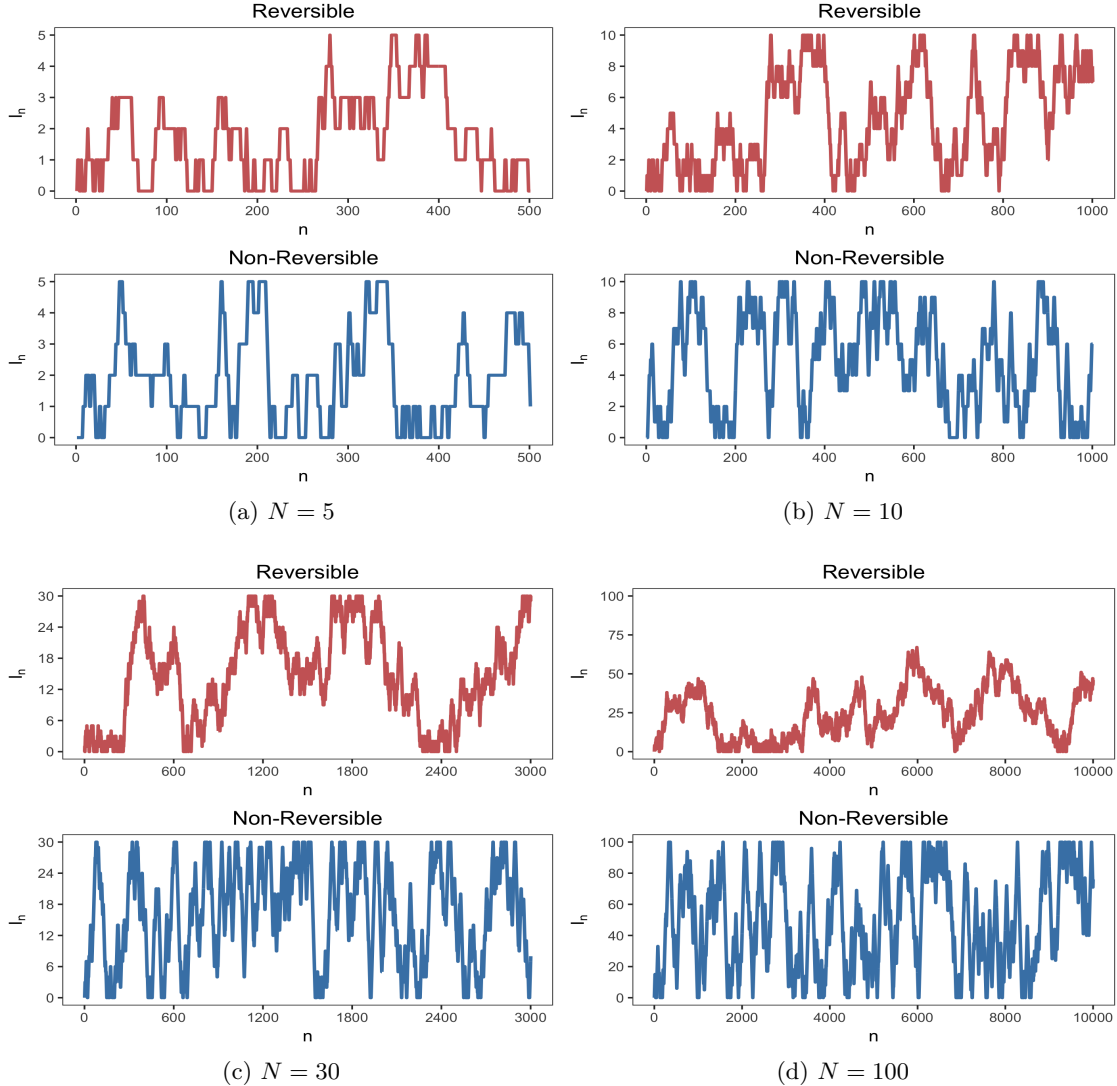 Reversible
5
4
3
2
1
0
I_n
0 100 200 300 400 500
n
Non-Reversible
5
4
3
2
1
0
I_n
0 100 200 300 400 500
n
(a) N = 5
Reversible
10
8
6
4
2
0
I_n
0 200 400 600 800 1000
n
Non-Reversible
10
8
6
4
2
0
I_n
0 200 400 600 800 1000
n
(b) N = 10
Reversible
30
24
18
12
6
0
I_n
0 600 1200 1800 2400 3000
n
Non-Reversible
30
24
18
12
6
0
I_n
0 600 1200 1800 2400 3000
n
(c) N = 30
Reversible
100
75
50
25
0
I_n
0 2000 4000 6000 8000 10000
n
Non-Reversible
100
80
60
40
20
0
I_n
0 2000 4000 6000 8000 10000
n
(d) N = 100